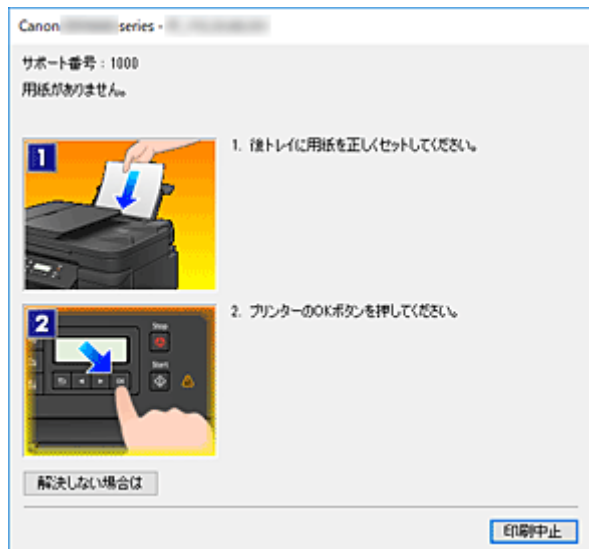 Canon series -
サポート番号：1000
用紙がありません。
1
1. 後トレイに用紙を正しくセットしてください。
2
2. プリンターのOKボタンを押してください。
Stop
Start
OK
解決しない場合は
印刷中止